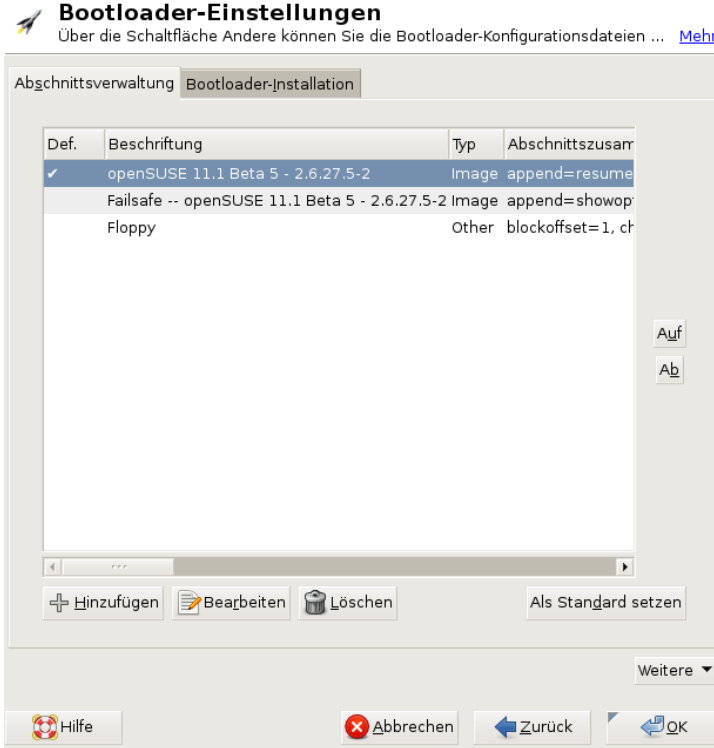 Bootloader-Einstellungen
Über die Schaltfläche Andere können Sie die Bootloader-Konfigurationsdateien ... Mehr
Abschnittsverwaltung Bootloader-Installation
Def. Beschriftung Typ Abschnittszusam
✔ openSUSE 11.1 Beta 5 - 2.6.27.5-2 Image append=resume
Failsafe -- openSUSE 11.1 Beta 5 - 2.6.27.5-2 Image append=showop
Floppy Other blockoffset=1, ch
Auf
Ab
Hinzufügen Bearbeiten Löschen Als Standard setzen
Weitere
Hilfe Abbrechen Zurück OK